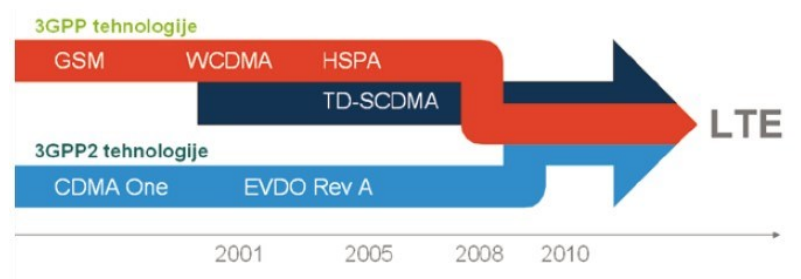 3GPP tehnologije
GSM WCDMA HSPA
TD-SCDMA
LTE
3GPP2 tehnologije
CDMA One EVDO Rev A
2001 2005 2008 2010